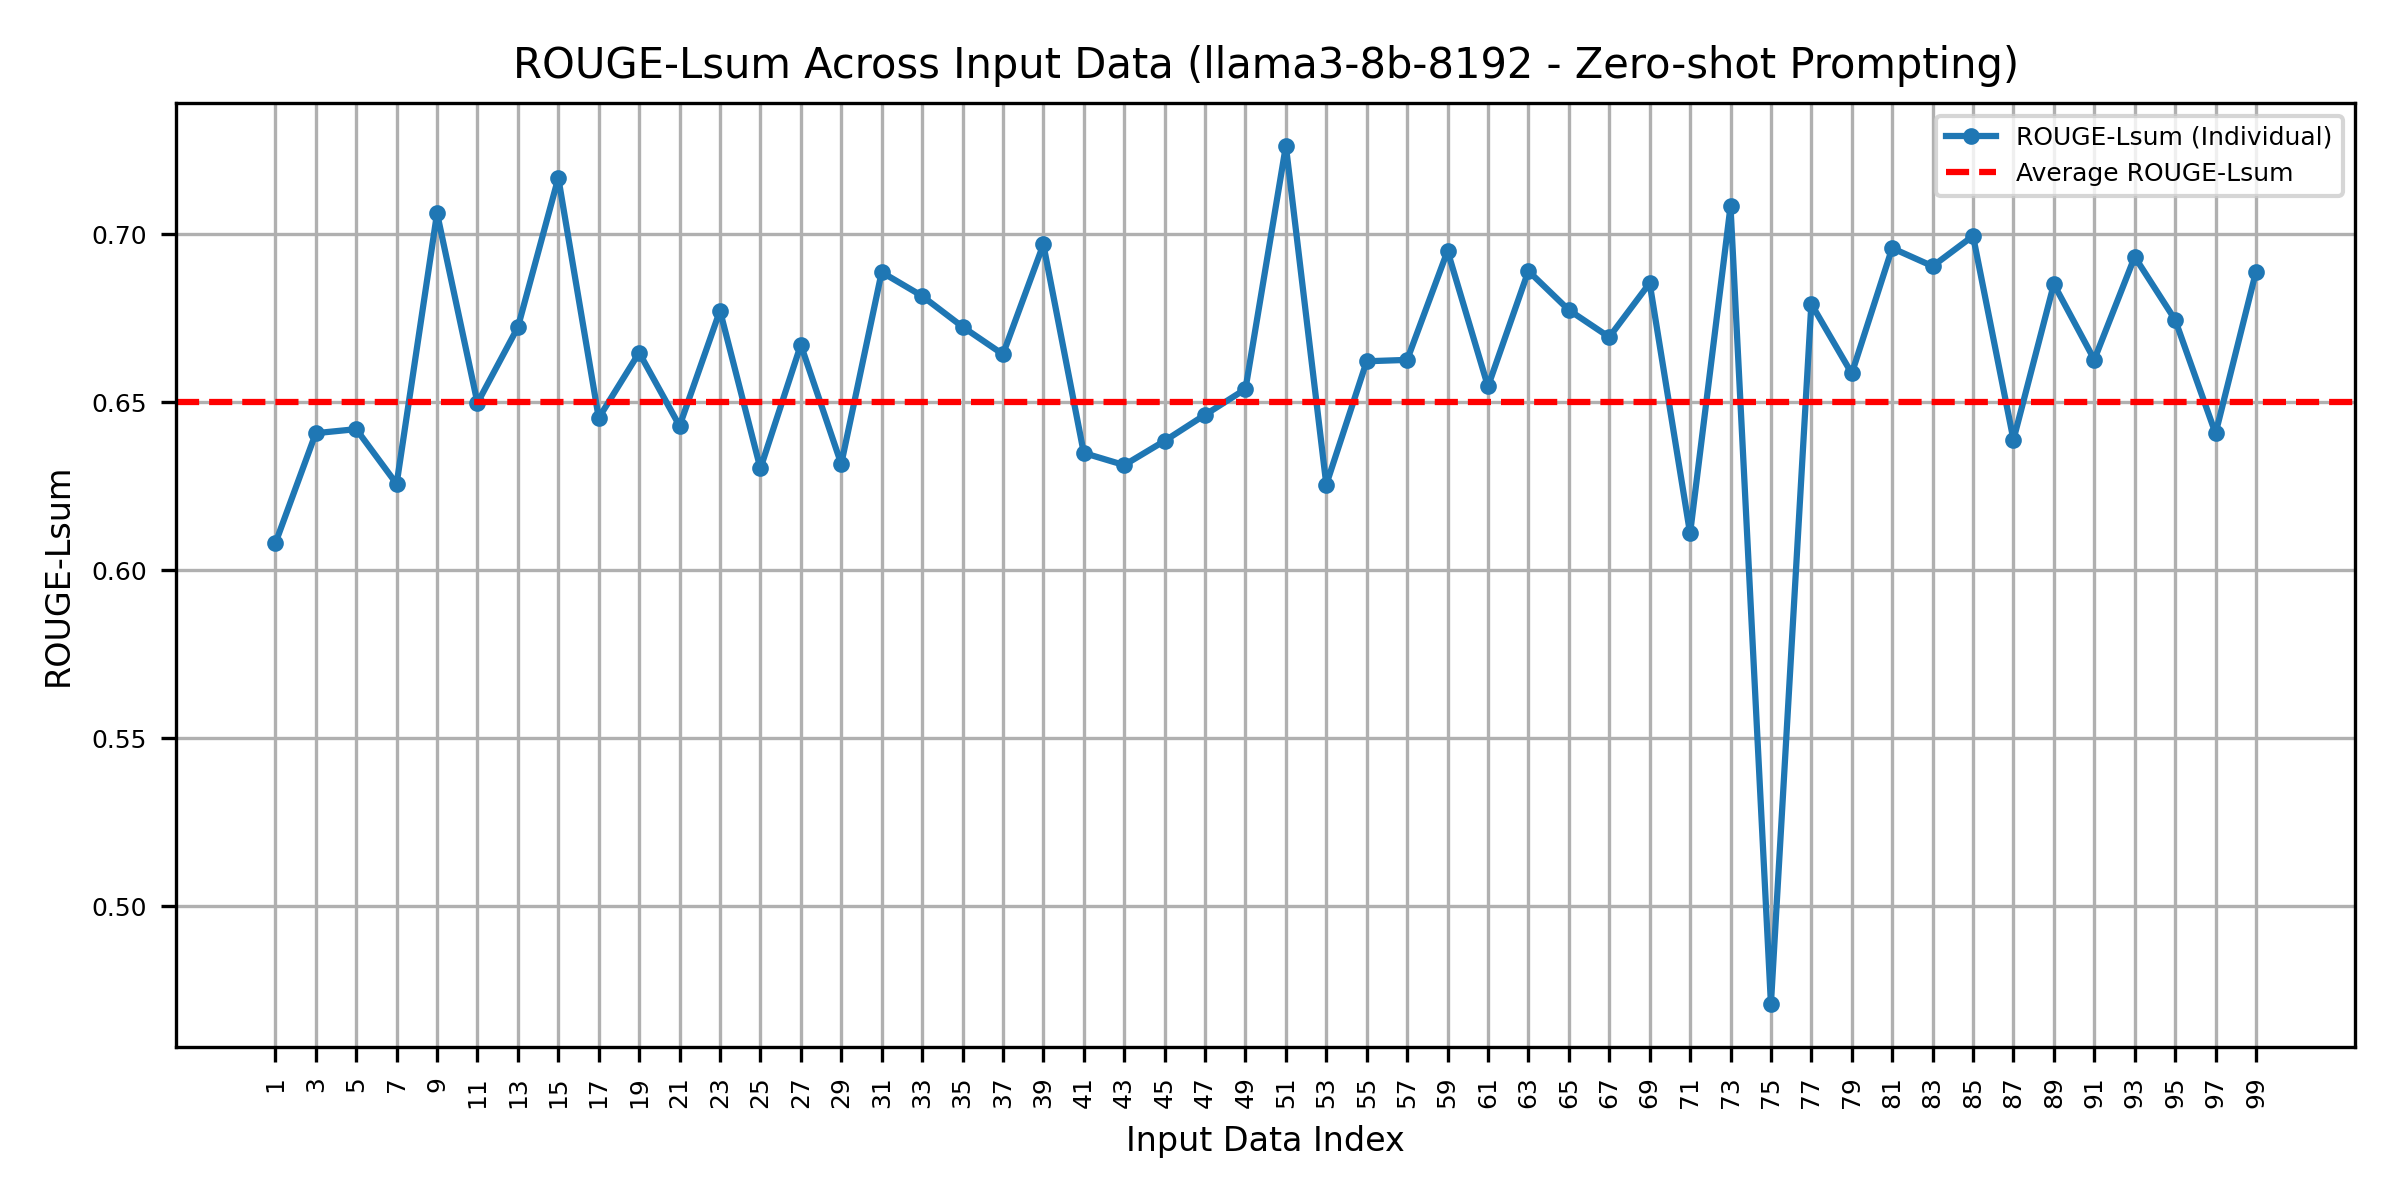 ROUGE-Lsum Across Input Data (llama3-8b-8192 - Zero-shot Prompting)
ROUGE-Lsum (Individual)
Average ROUGE-Lsum
0.70
0.65
0.60
0.55
0.50
ROUGE-Lsum
1 3 5 7 9 11 13 15 17 19 21 23 25 27 29 31 33 35 37 39 41 43 45 47 49 51 53 55 57 59 61 63 65 67 69 71 73 75 77 79 81 83 85 87 89 91 93 95 97 99
Input Data Index